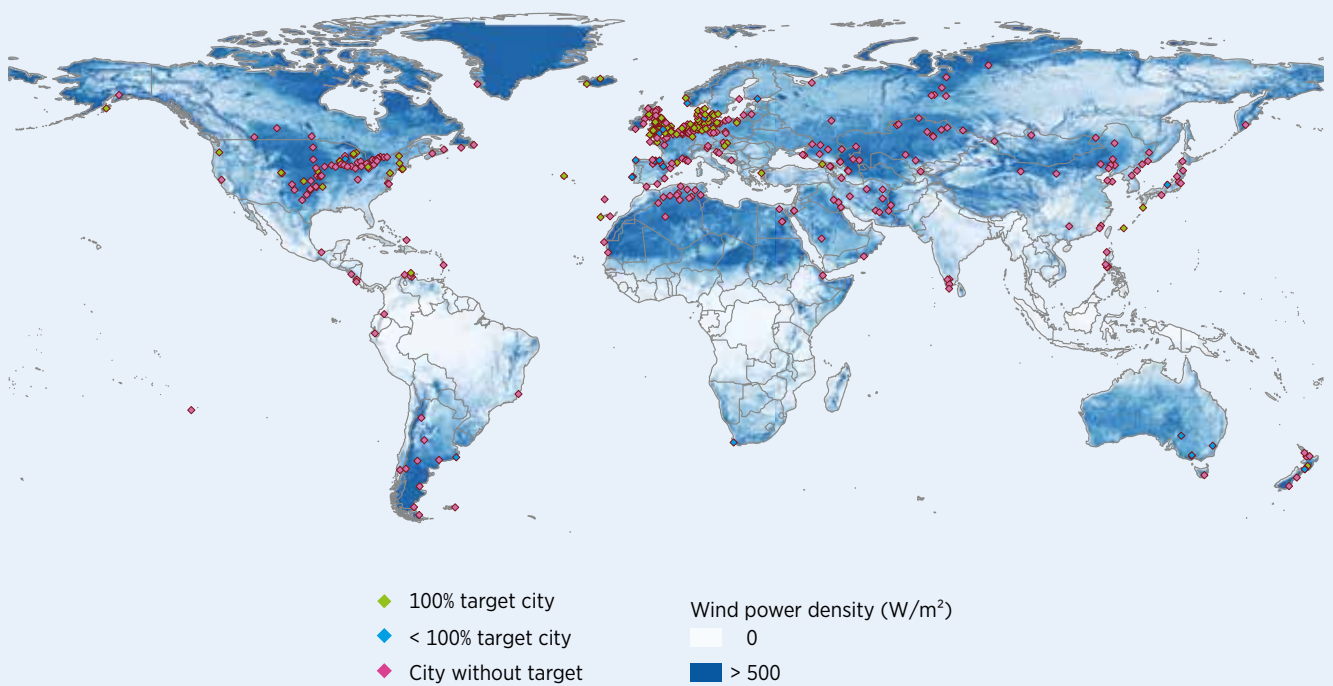 100% target city
< 100% target city
City without target
Wind power density (W/m²)
0
> 500